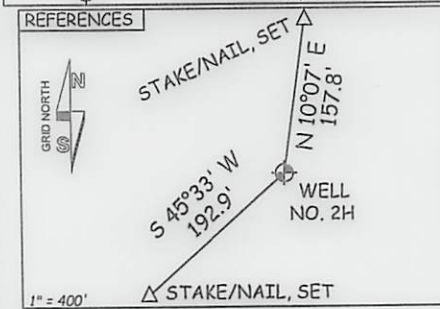 REFERENCES
STAKE/NAIL, SET
N 10°07' E
157.8'
GRID NORTH
N
S
S 45°33' W
192.9'
WELL
NO. 2H
STAKE/NAIL, SET
1" = 400'